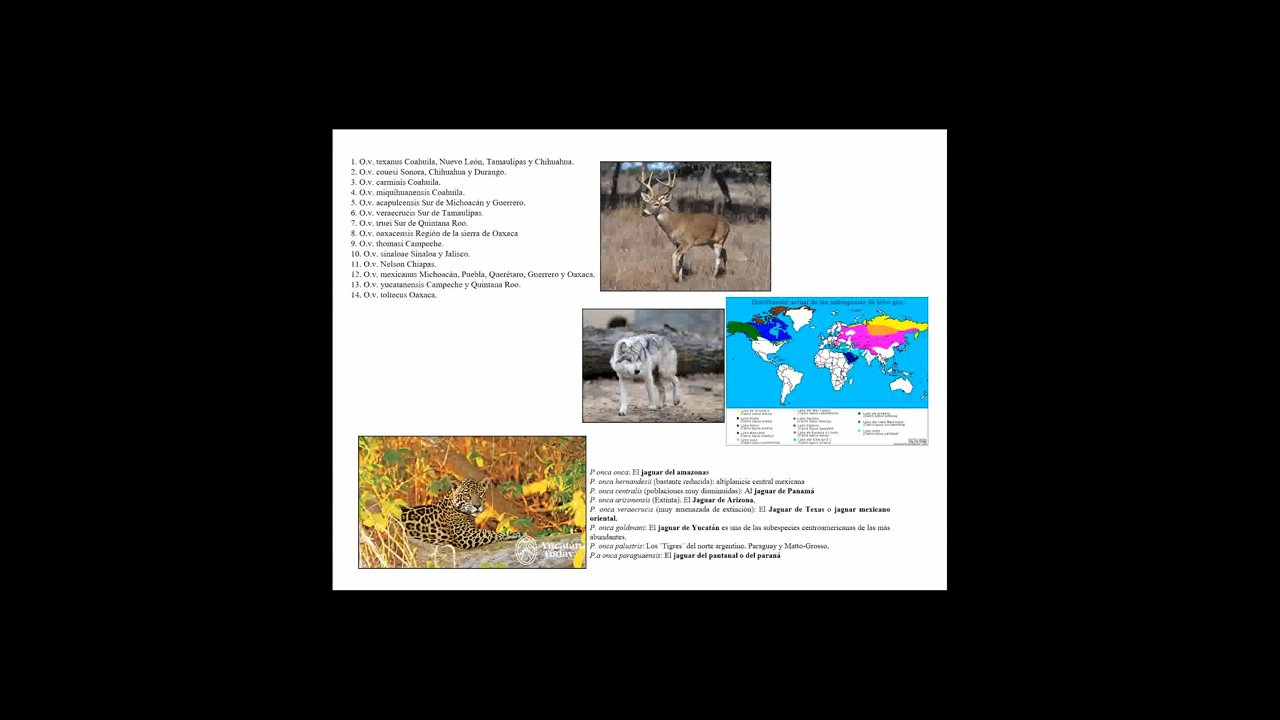 1. O.v. texanus Coahuila, Nuevo León, Tamaulipas y Chihuahua.
2. O.v. couesi Sonora, Chihuahua y Durango.
3. O.v. carminis Coahuila.
4. O.v. miquihuanensis Coahuila.
5. O.v. acapulcensis Sur de Michoacán y Guerrero.
6. O.v. veraecrucis Sur de Tamaulipas.
7. O.v. truei Sur de Quintana Roo.
8. O.v. oaxacensis Región de la sierra de Oaxaca
9. O.v. thomasi Campeche.
10. O.v. sinaloae Sinaloa y Jalisco.
11. O.v. Nelson Chiapas.
12. O.v. mexicanus Michoacán, Puebla, Querétaro, Guerrero y Oaxaca.
13. O.v. yucatanensis Campeche y Quintana Roo.
14. O.v. toltecus Oaxaca.
Distribución actual de las subespecies de lobo gris.
Yucatán
Today
P onca onca: El jaguar del amazonas
P. onca hernandesii (bastante reducida): altiplanicie central mexicana
P. onca centralis (poblaciones muy disminuidas): Al jaguar de Panamá
P. onca arizonensis (Extinta): El Jaguar de Arizona,
P. onca veraecrucis (muy amenazada de extinción): El Jaguar de Texas o jaguar mexicano
oriental,
P. onca goldmani: El jaguar de Yucatán es una de las subespecies centroamericanas de las más
abundantes.
P. onca palustris: Los ¨Tigres¨ del norte argentino, Paraguay y Matto-Grosso,
P.a onca paraguaensis: El jaguar del pantanal o del paraná